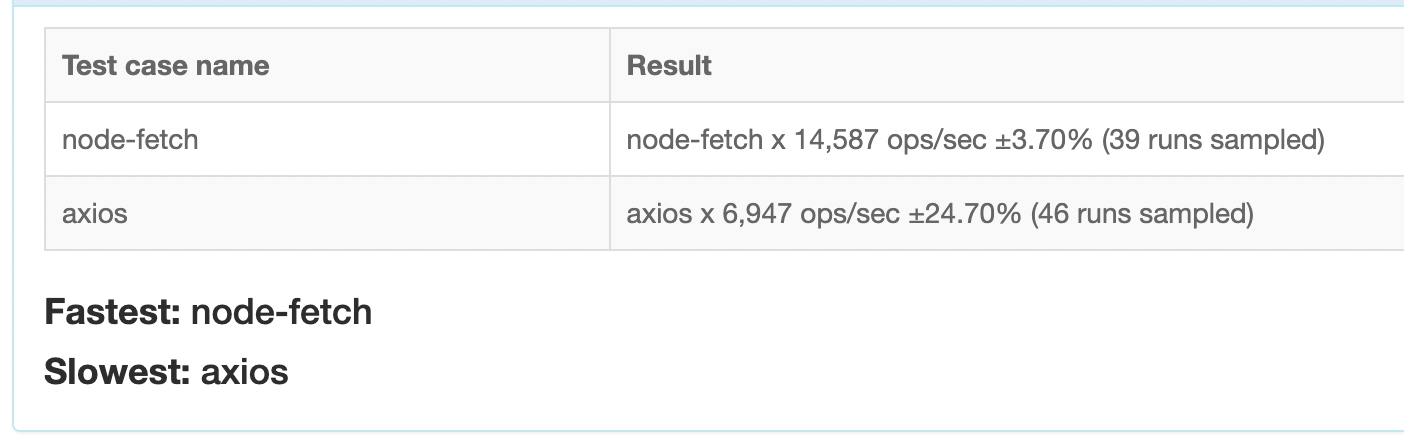 Test case name Result
node-fetch node-fetch x 14,587 ops/sec ±3.70% (39 runs sampled)
axios axios x 6,947 ops/sec ±24.70% (46 runs sampled)
Fastest: node-fetch
Slowest: axios